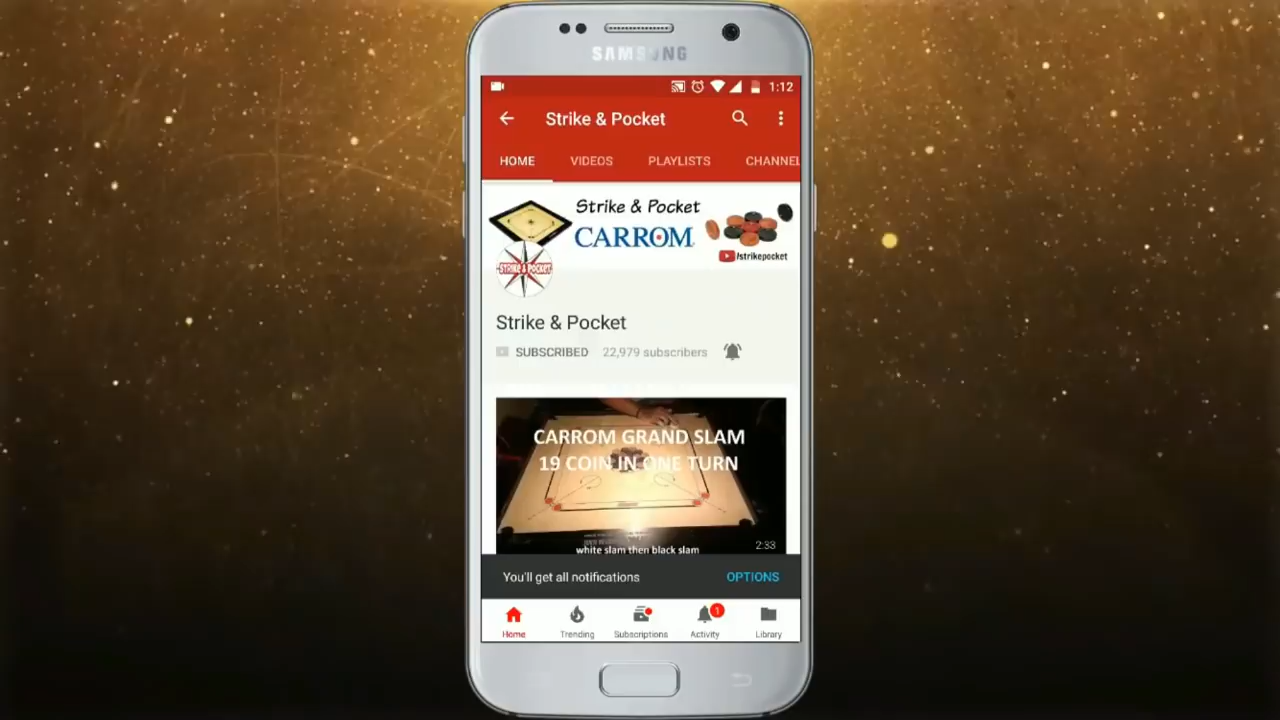 SAMSUNG
1:12
Strike & Pocket
HOME VIDEOS PLAYLISTS CHANNEL
Strike & Pocket
CARROM
/strikepocket
STRIKE & POCKET
Strike & Pocket
SUBSCRIBED 22,979 subscribers
CARROM GRAND SLAM
19 COIN IN ONE TURN
white slam then black slam
2:33
You'll get all notifications OPTIONS
1
Home Trending Subscriptions Activity Library